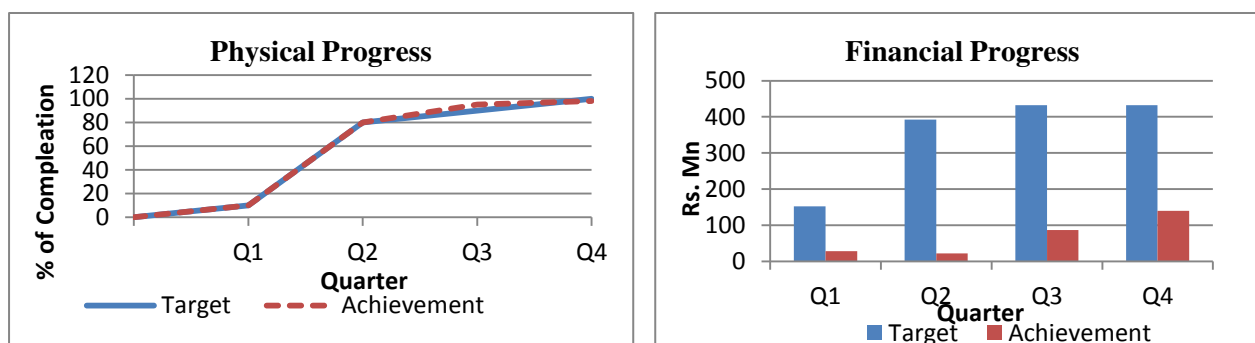 Physical Progress
% of Compleation
120
100
80
60
40
20
0
Q1 Q2 Q3 Q4
Quarter
Target Achievement
Financial Progress
Rs. Mn
500
400
300
200
100
0
Q1 Q2 Q3 Q4
Quarter
Target Achievement